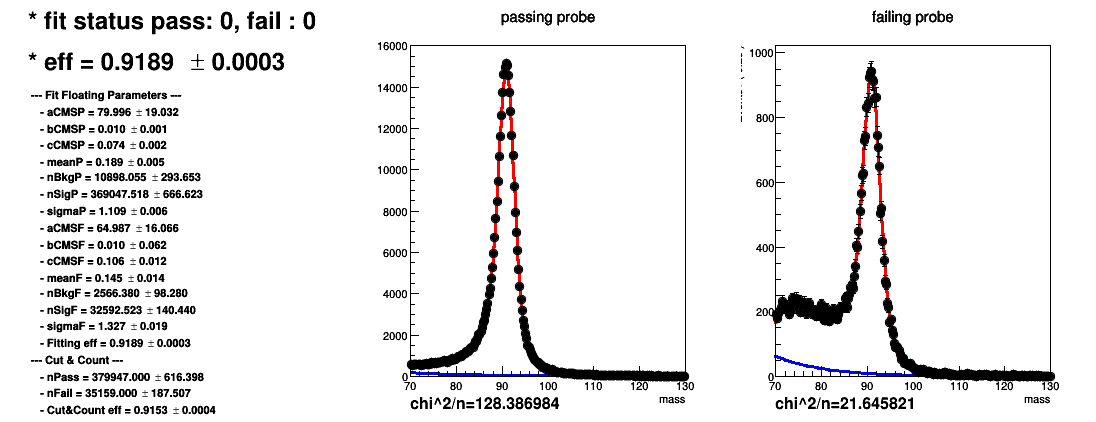 * fit status pass: 0, fail : 0
* eff = 0.9189 ± 0.0003
--- Fit Floating Parameters ---
- aCMSP = 79.996 ± 19.032
- bCMSP = 0.010 ± 0.001
- cCMSP = 0.074 ± 0.002
- meanP = 0.189 ± 0.005
- nBkgP = 10898.055 ± 293.653
- nSigP = 369047.518 ± 666.623
- sigmaP = 1.109 ± 0.006
- aCMSF = 64.987 ± 16.066
- bCMSF = 0.010 ± 0.062
- cCMSF = 0.106 ± 0.012
- meanF = 0.145 ± 0.014
- nBkgF = 2566.380 ± 98.280
- nSigF = 32592.523 ± 140.440
- sigmaF = 1.327 ± 0.019
- Fitting eff = 0.9189 ± 0.0003
--- Cut & Count ---
- nPass = 379947.000 ± 616.398
- nFail = 35159.000 ± 187.507
- Cut&Count eff = 0.9153 ± 0.0004
passing probe
16000
14000
12000
10000
8000
6000
4000
2000
0
70 80 90 100 110 120 130
mass
chi^2/n=128.386984
failing probe
1000
800
600
400
200
0
70 80 90 100 110 120 130
mass
chi^2/n=21.645821